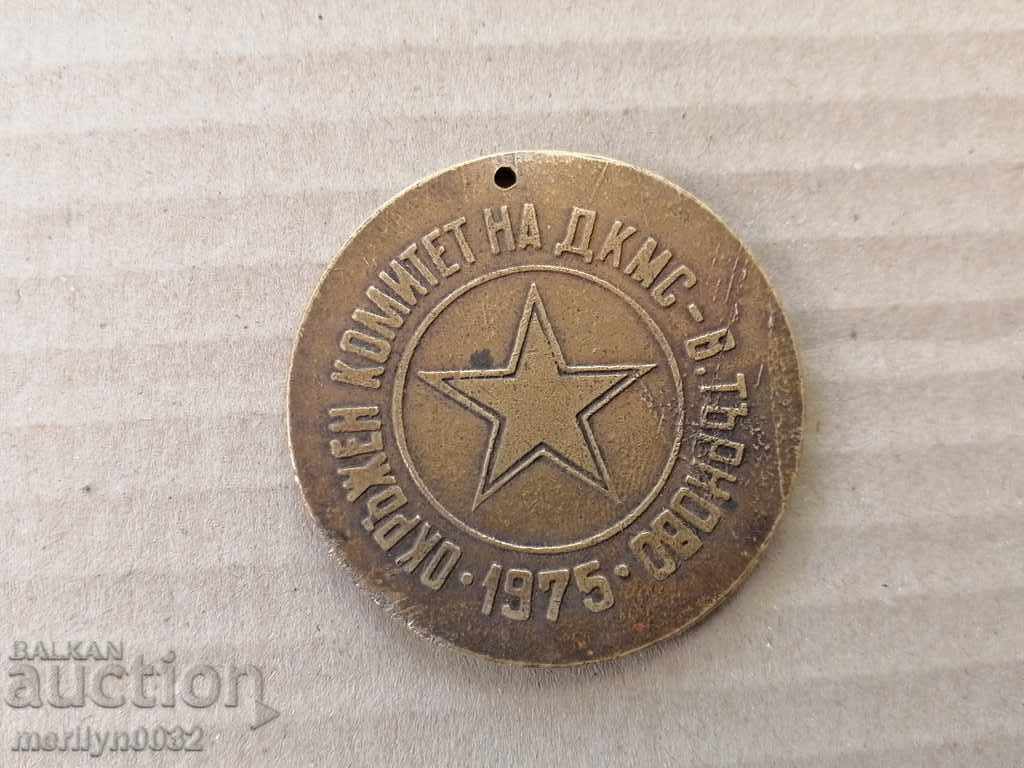 ОКРЪЖЕН КОМИТЕТ НА ДКМС - В. ТЪРНОВО
· 1975 ·
BALKAN
auction
merilyn0032